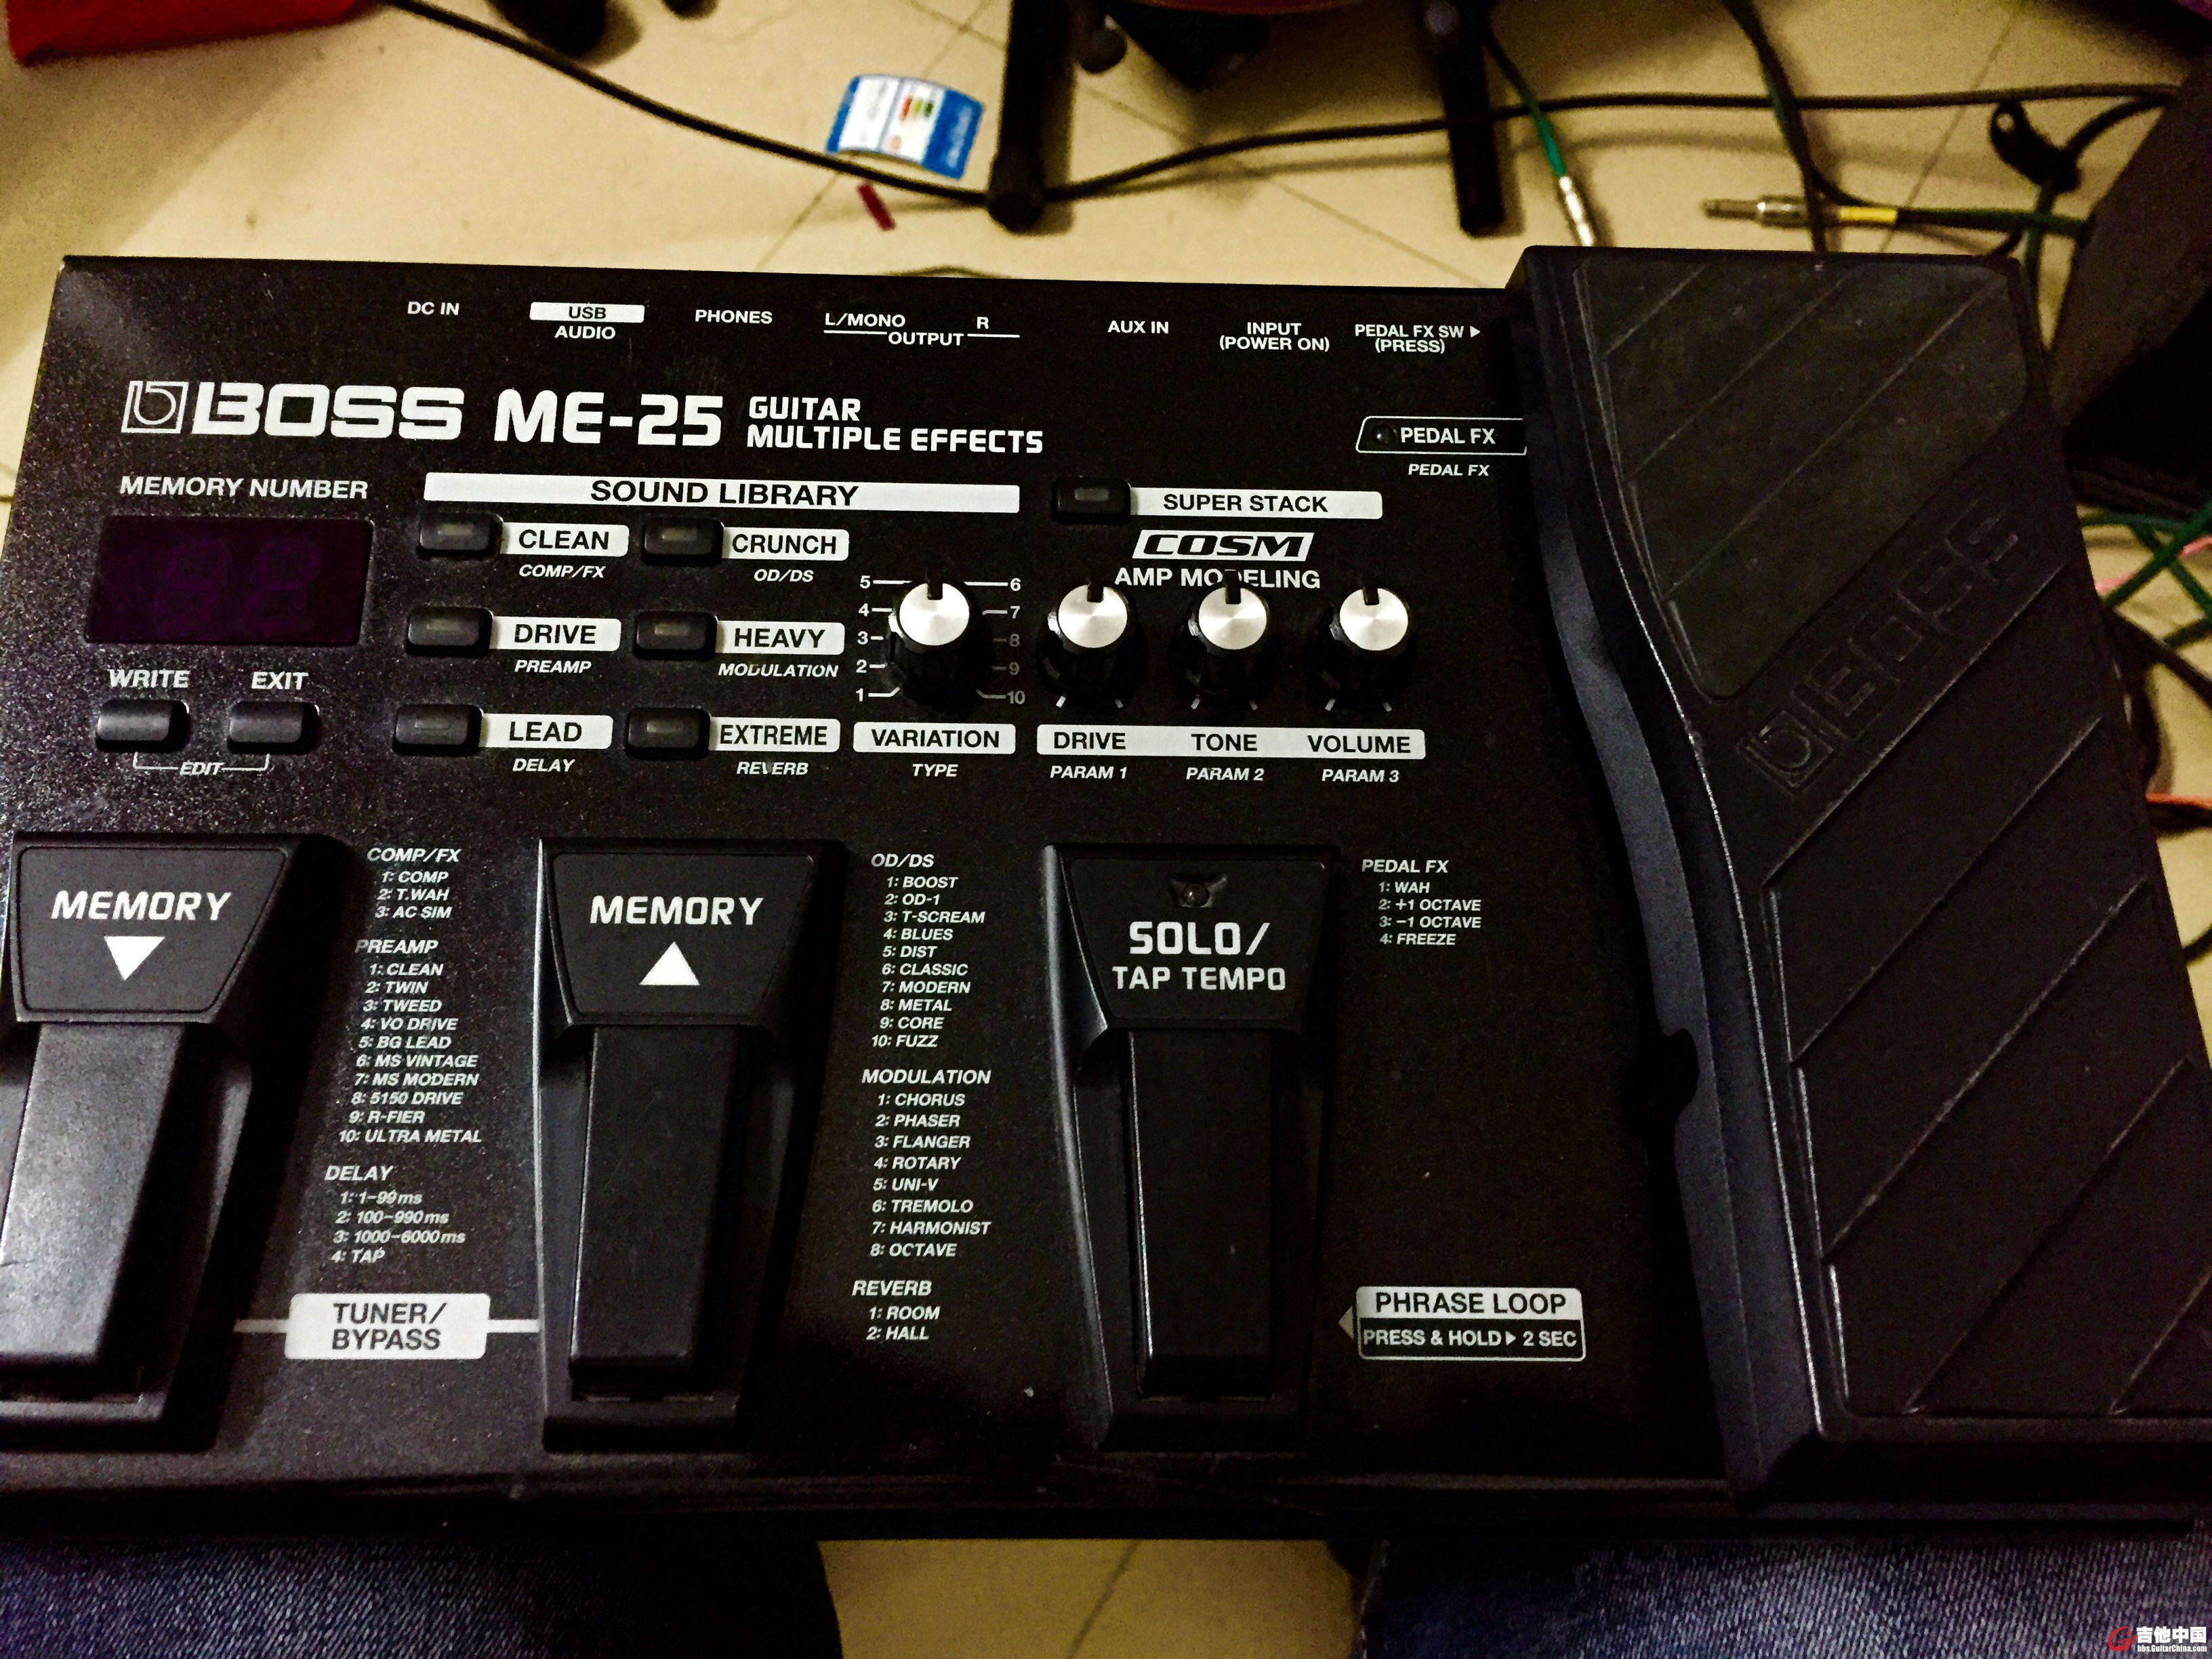 DC IN
USB
AUDIO
PHONES
L/MONO
R
OUTPUT
AUX IN
INPUT
(POWER ON)
PEDAL FX SW ▶
(PRESS)
BOSS ME-25 GUITAR
MULTIPLE EFFECTS
PEDAL FX
PEDAL FX
MEMORY NUMBER
SOUND LIBRARY
SUPER STACK
CLEAN
COMP/FX
CRUNCH
OD/DS
COSM
AMP MODELING
DRIVE
PREAMP
HEAVY
MODULATION
5
4
3
2
1
6
7
8
9
10
WRITE
EXIT
EDIT
LEAD
DELAY
EXTREME
REVERB
VARIATION
TYPE
DRIVE
TONE
VOLUME
PARAM 1
PARAM 2
PARAM 3
BOSS
MEMORY
▼
COMP/FX
1: COMP
2: T.WAH
3: AC SIM
PREAMP
1: CLEAN
2: TWIN
3: TWEED
4: VO DRIVE
5: BG LEAD
6: MS VINTAGE
7: MS MODERN
8: 5150 DRIVE
9: R-FIER
10: ULTRA METAL
DELAY
1: 1-99ms
2: 100-990ms
3: 1000-6000ms
4: TAP
TUNER/
BYPASS
MEMORY
▲
OD/DS
1: BOOST
2: OD-1
3: T-SCREAM
4: BLUES
5: DIST
6: CLASSIC
7: MODERN
8: METAL
9: CORE
10: FUZZ
MODULATION
1: CHORUS
2: PHASER
3: FLANGER
4: ROTARY
5: UNI-V
6: TREMOLO
7: HARMONIST
8: OCTAVE
REVERB
1: ROOM
2: HALL
SOLO/
TAP TEMPO
PEDAL FX
1: WAH
2: +1 OCTAVE
3: -1 OCTAVE
4: FREEZE
PHRASE LOOP
PRESS & HOLD ▶ 2 SEC
吉他中国
bbs.GuitarChina.com